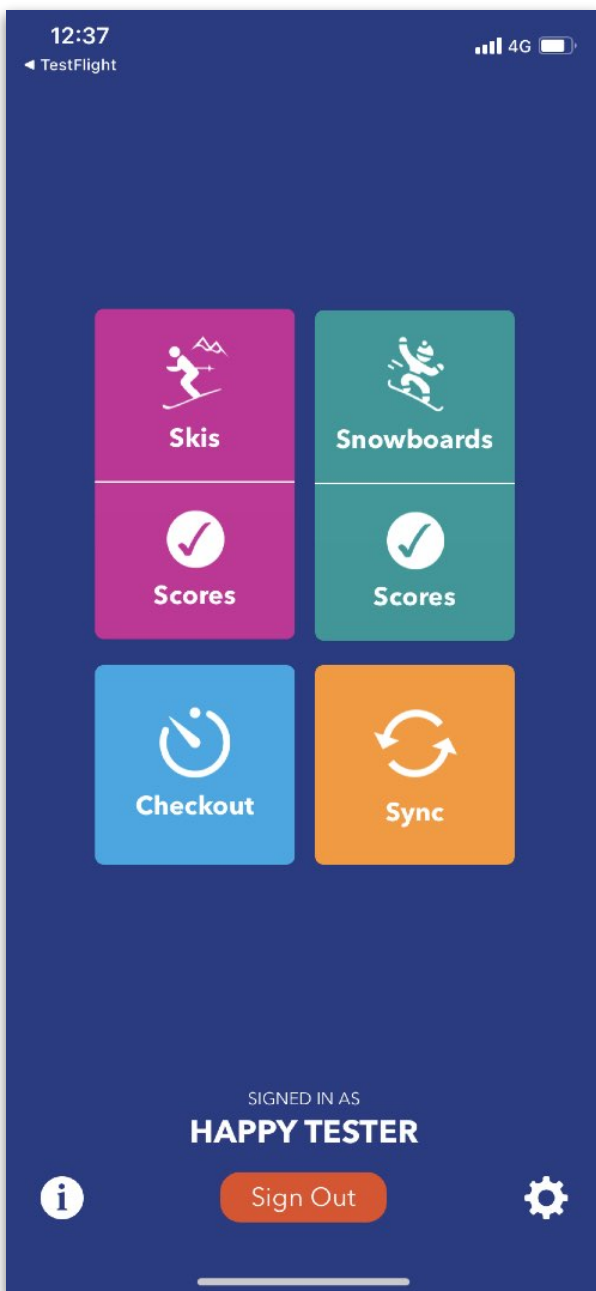 12:37
4G
◀ TestFlight
Skis
Snowboards
Scores
Scores
Checkout
Sync
SIGNED IN AS
HAPPY TESTER
i
Sign Out